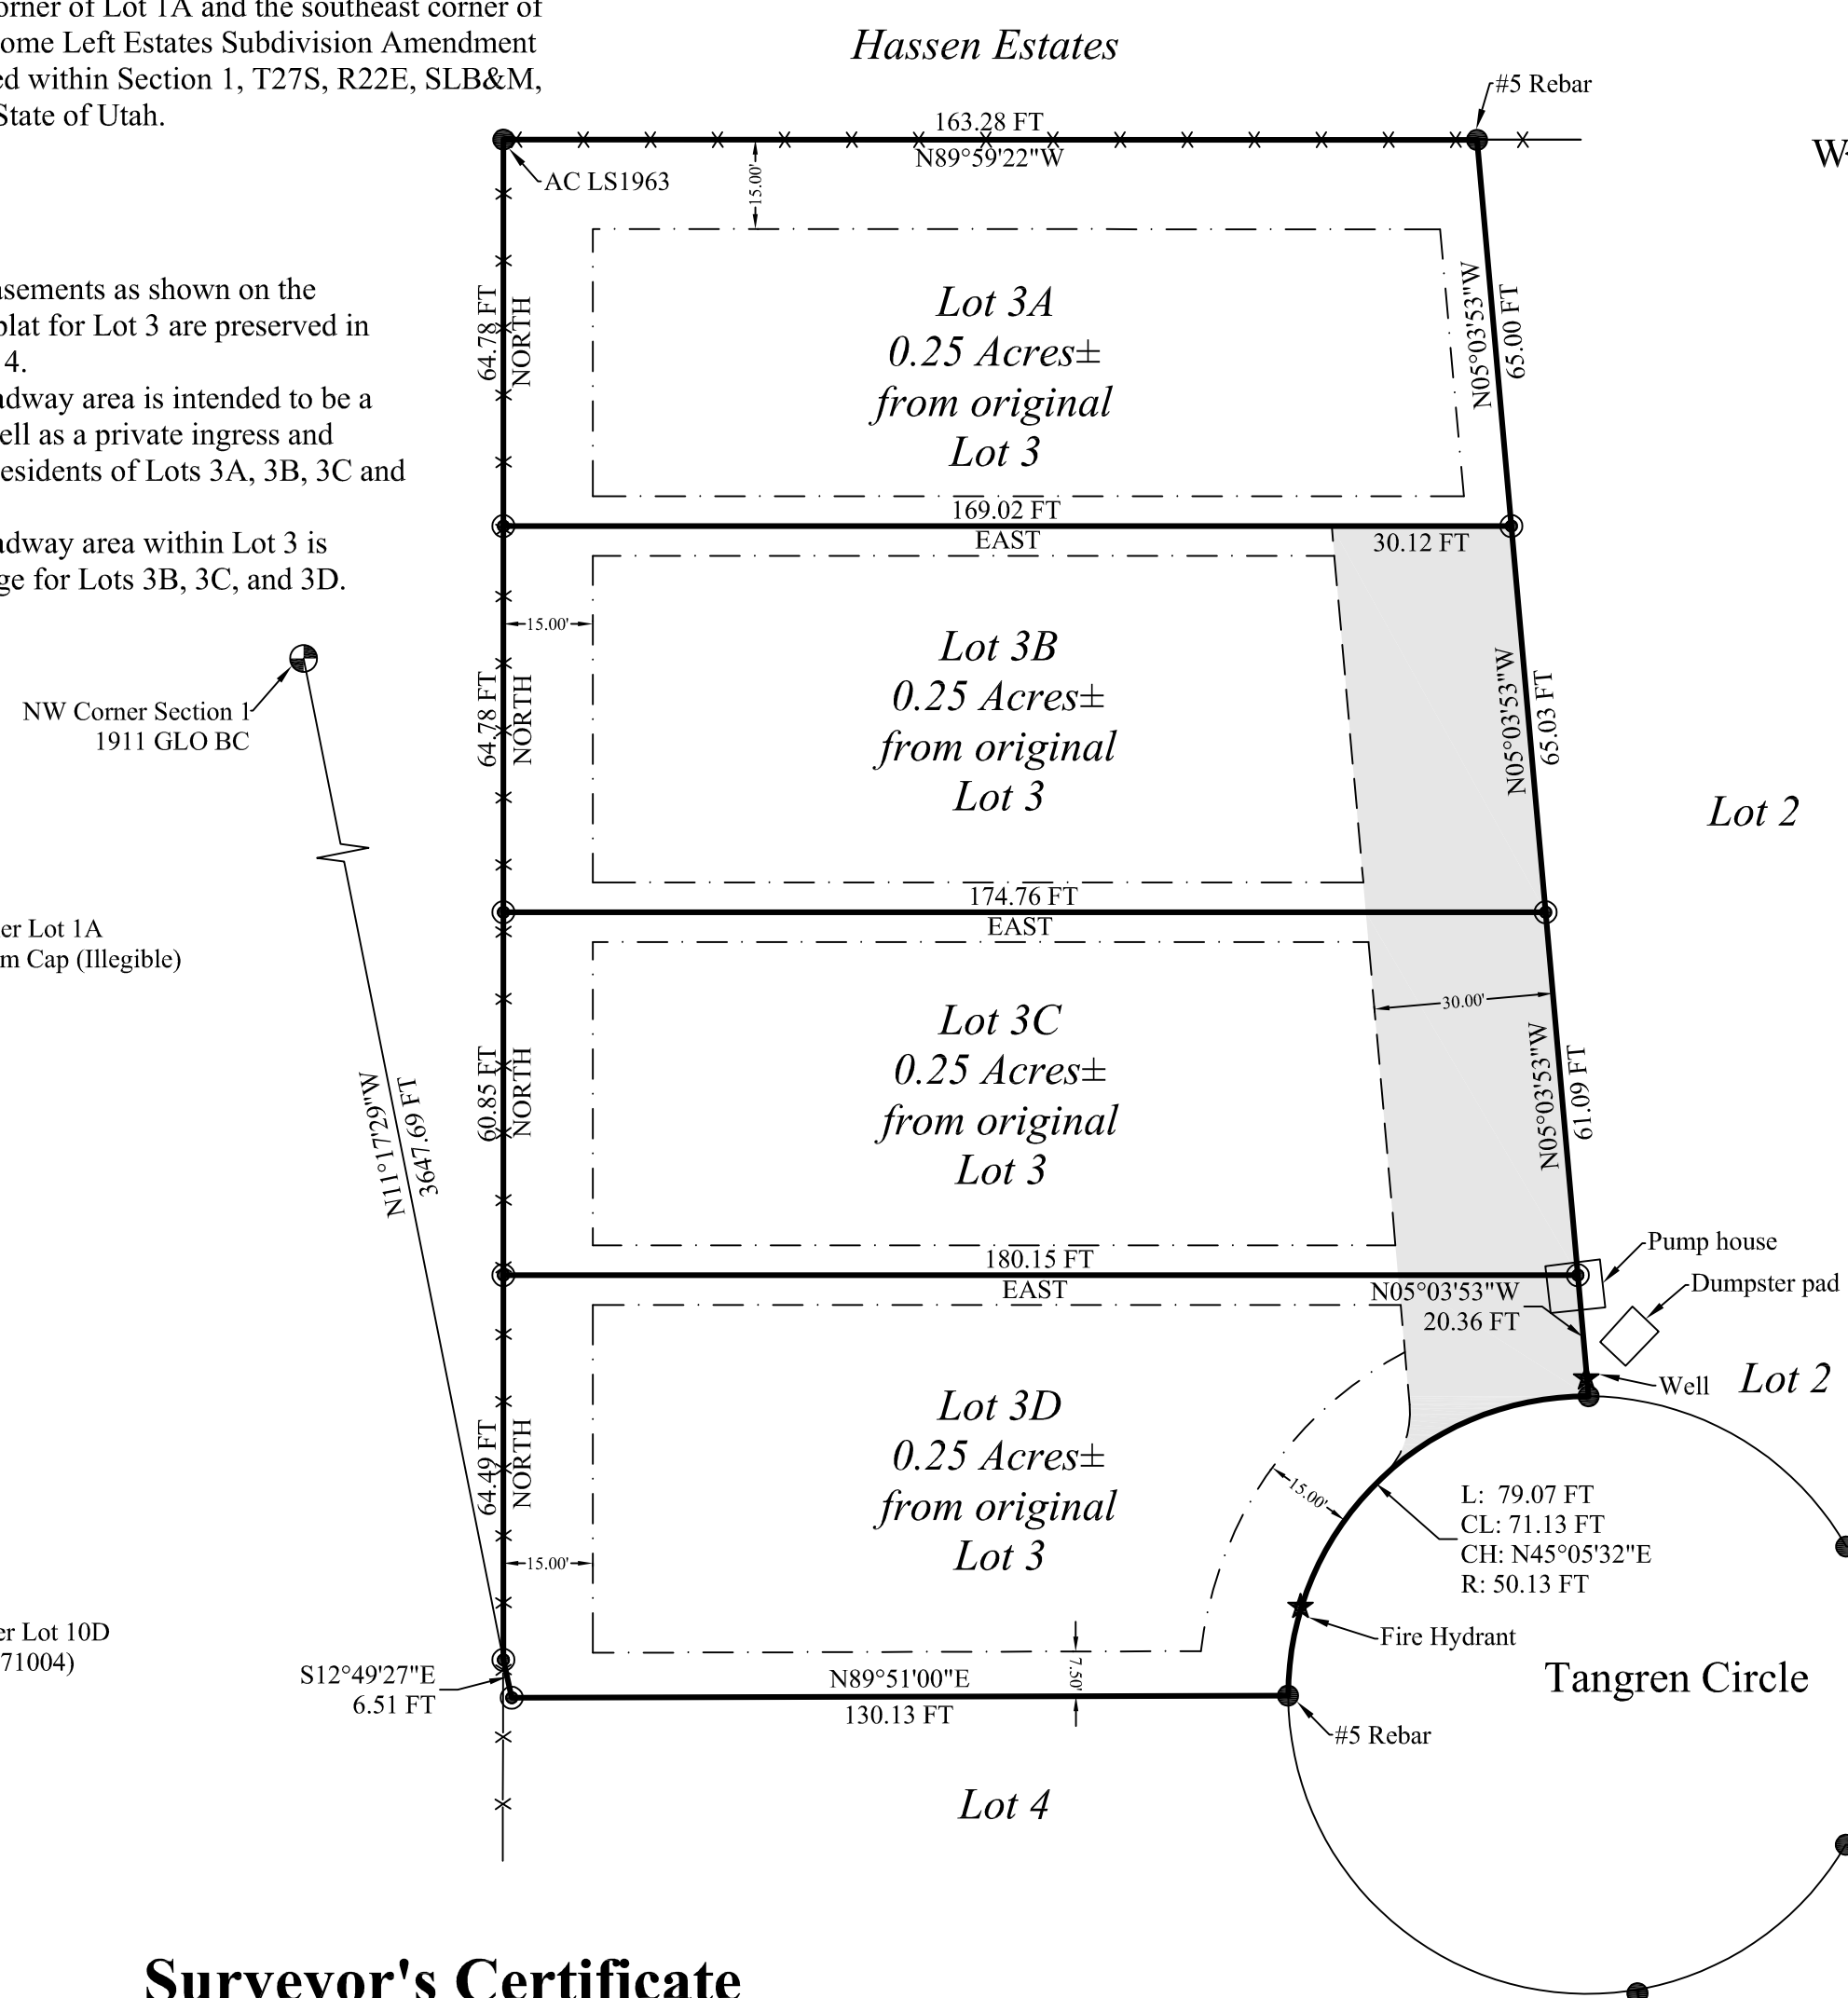 orner of Lot 1A and the southeast corner of
ome Left Estates Subdivision Amendment
ed within Section 1, T27S, R22E, SLB&M,
State of Utah.
Hassen Estates
#5 Rebar
163.28 FT
N89°59'22"W
AC LS1963
15.00'
W
asements as shown on the
plat for Lot 3 are preserved in
4.
adway area is intended to be a
ell as a private ingress and
esidents of Lots 3A, 3B, 3C and
adway area within Lot 3 is
ge for Lots 3B, 3C, and 3D.
64.78 FT
NORTH
Lot 3A
0.25 Acres±
from original
Lot 3
N05°03'53"W
65.00 FT
169.02 FT
EAST
30.12 FT
15.00'
NW Corner Section 1
1911 GLO BC
64.78 FT
NORTH
Lot 3B
0.25 Acres±
from original
Lot 3
N05°03'53"W
65.03 FT
Lot 2
174.76 FT
EAST
er Lot 1A
m Cap (Illegible)
30.00'
N11°17'29"W
3647.69 FT
60.85 FT
NORTH
Lot 3C
0.25 Acres±
from original
Lot 3
N05°03'53"W
61.09 FT
180.15 FT
EAST
Pump house
Dumpster pad
N05°03'53"W
20.36 FT
Well
Lot 2
64.49 FT
NORTH
Lot 3D
0.25 Acres±
from original
Lot 3
15.00'
15.00'
L: 79.07 FT
CL: 71.13 FT
CH: N45°05'32"E
R: 50.13 FT
Fire Hydrant
er Lot 10D
71004)
S12°49'27"E
6.51 FT
N89°51'00"E
130.13 FT
7.50'
Tangren Circle
#5 Rebar
Lot 4
Surveyor's Certificate